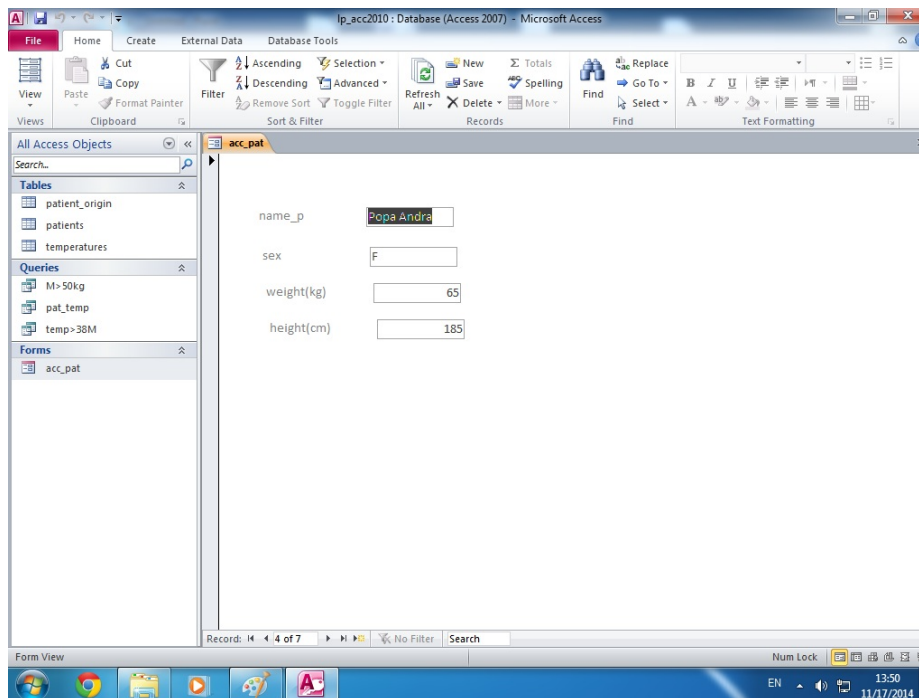 lp_acc2010 : Database (Access 2007) - Microsoft Access
File Home Create External Data Database Tools
View
Views
Paste
Cut
Copy
Format Painter
Clipboard
Filter
Ascending
Descending
Remove Sort
Selection
Advanced
Toggle Filter
Sort & Filter
Refresh
All
New
Save
Delete
Totals
Spelling
More
Records
Find
Replace
Go To
Select
Find
B I U
A
Text Formatting
All Access Objects
Search...
Tables
patient_origin
patients
temperatures
Queries
M>50kg
pat_temp
temp>38M
Forms
acc_pat
acc_pat
name_p Popa Andra
sex F
weight(kg) 65
height(cm) 185
Record: 4 of 7 No Filter Search
Form View Num Lock
EN 13:50
11/17/2014